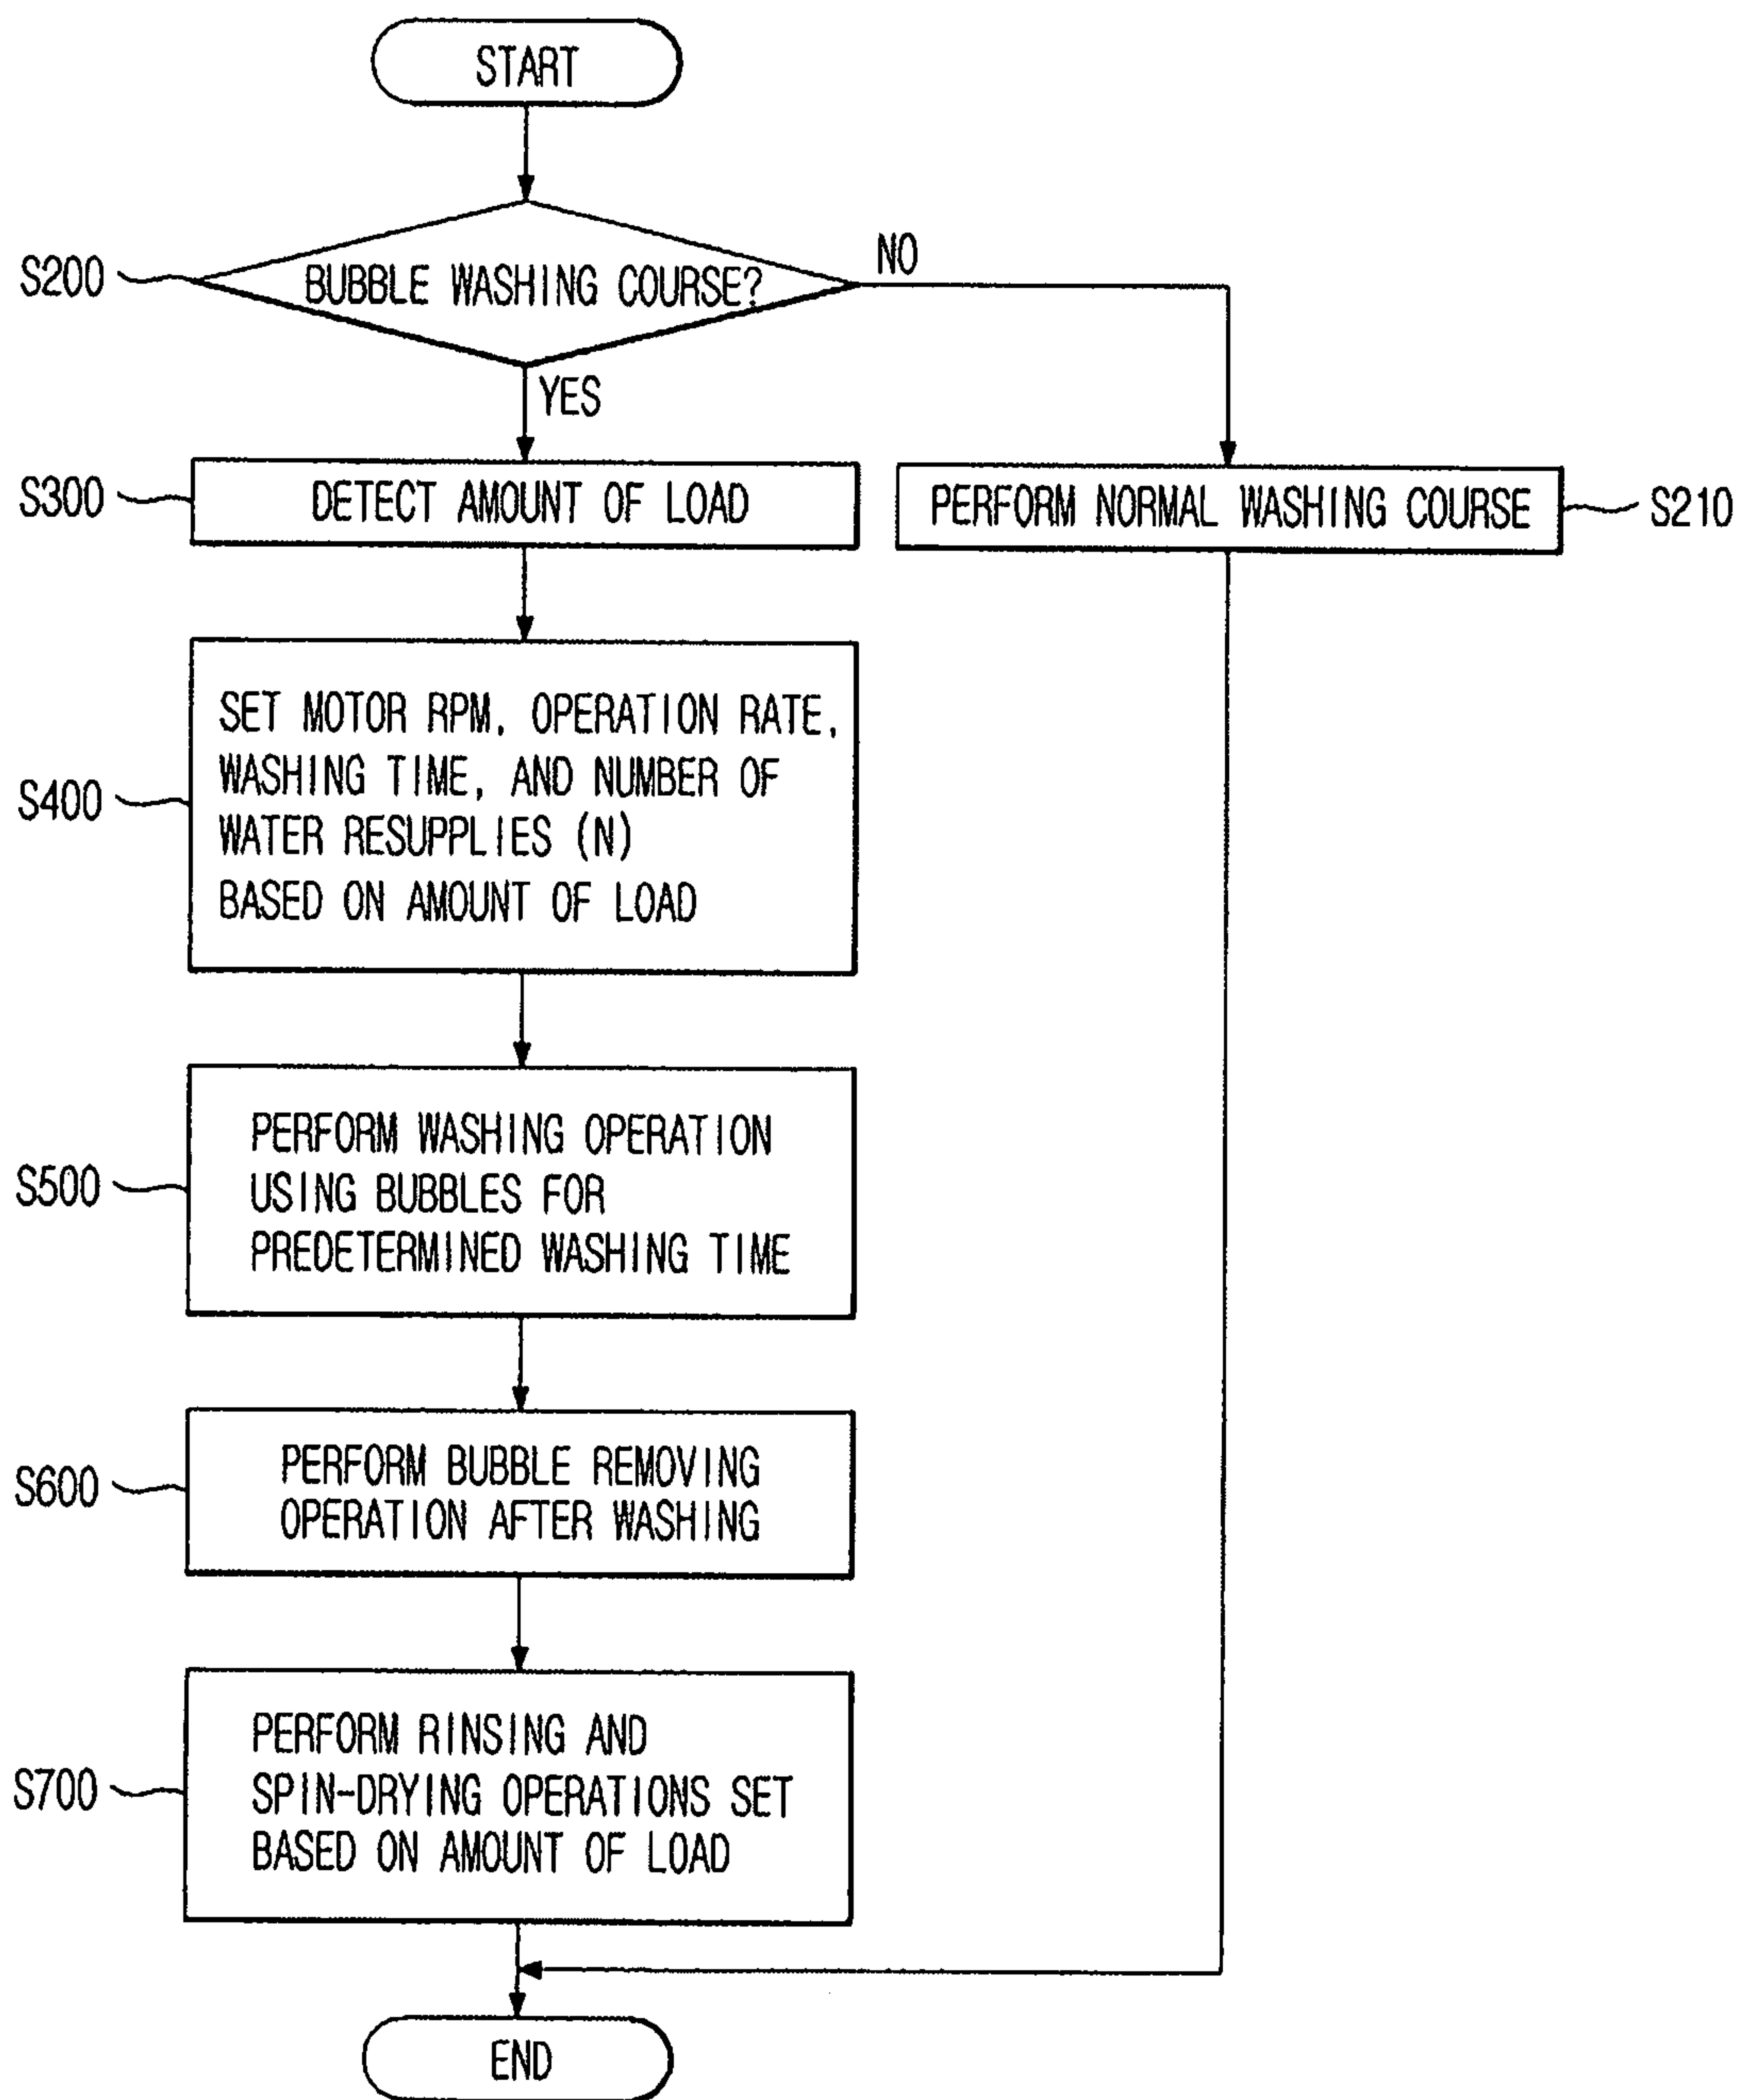 START
S200
BUBBLE WASHING COURSE?
NO
YES
S300
DETECT AMOUNT OF LOAD
PERFORM NORMAL WASHING COURSE
S210
S400
SET MOTOR RPM, OPERATION RATE,
WASHING TIME, AND NUMBER OF
WATER RESUPPLIES (N)
BASED ON AMOUNT OF LOAD
S500
PERFORM WASHING OPERATION
USING BUBBLES FOR
PREDETERMINED WASHING TIME
S600
PERFORM BUBBLE REMOVING
OPERATION AFTER WASHING
S700
PERFORM RINSING AND
SPIN-DRYING OPERATIONS SET
BASED ON AMOUNT OF LOAD
END